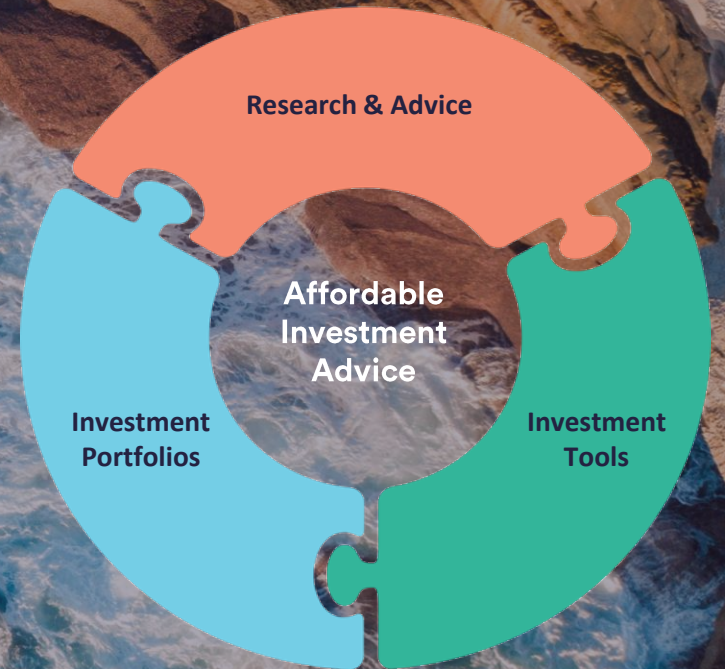 Research & Advice
Affordable
Investment
Advice
Investment
Portfolios
Investment
Tools